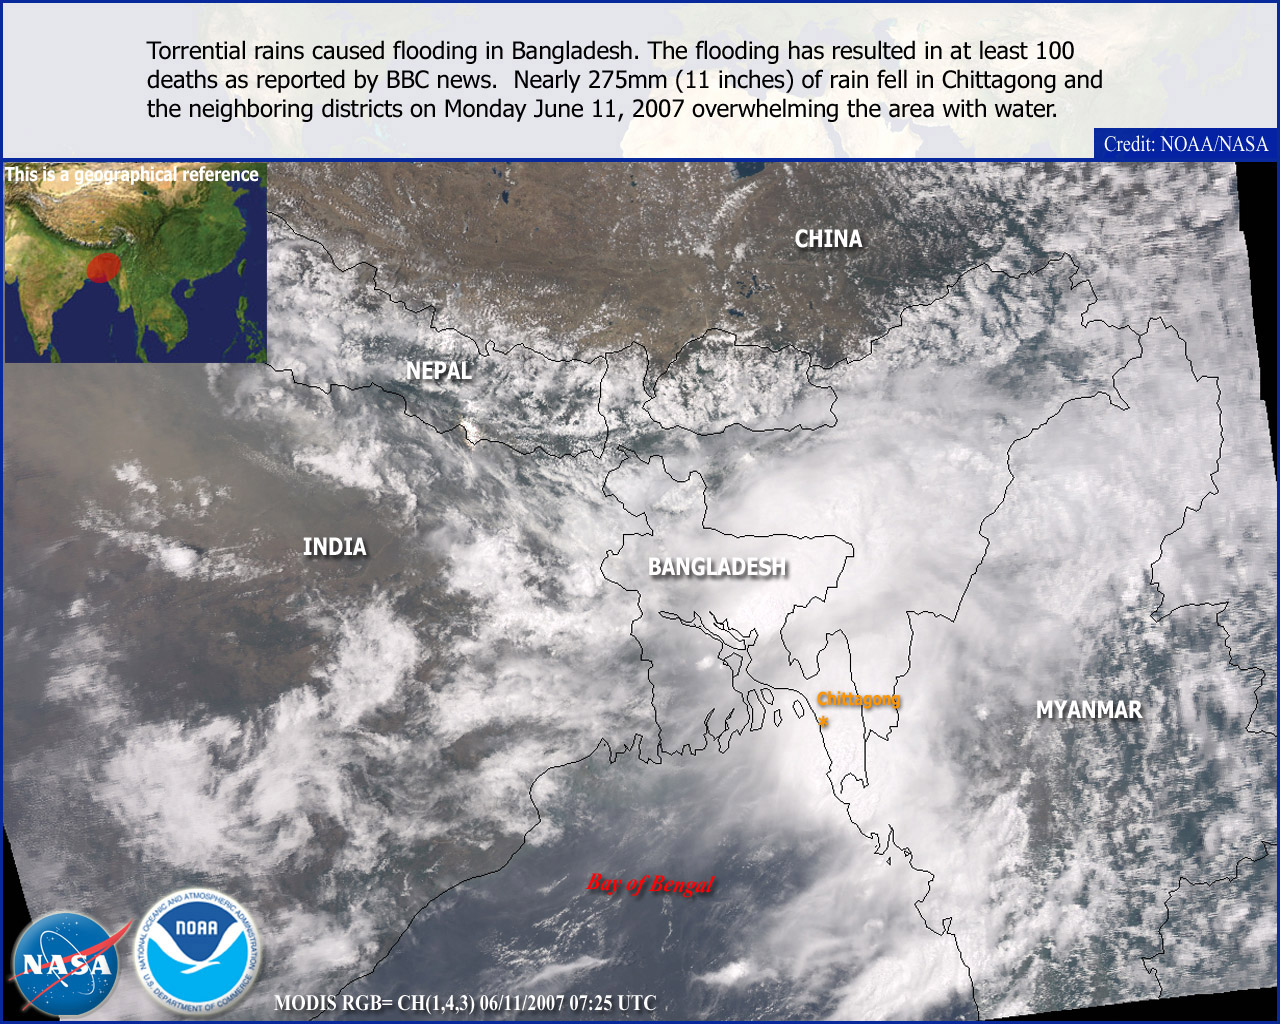 Torrential rains caused flooding in Bangladesh. The flooding has resulted in at least 100
deaths as reported by BBC news.  Nearly 275mm (11 inches) of rain fell in Chittagong and
the neighboring districts on Monday June 11, 2007 overwhelming the area with water.
Credit: NOAA/NASA
This is a geographical reference
CHINA
NEPAL
INDIA
BANGLADESH
Chittagong
*
MYANMAR
Bay of Bengal
NASA
NATIONAL OCEANIC AND ATMOSPHERIC ADMINISTRATION
NOAA
U.S. DEPARTMENT OF COMMERCE
MODIS RGB= CH(1,4,3) 06/11/2007 07:25 UTC